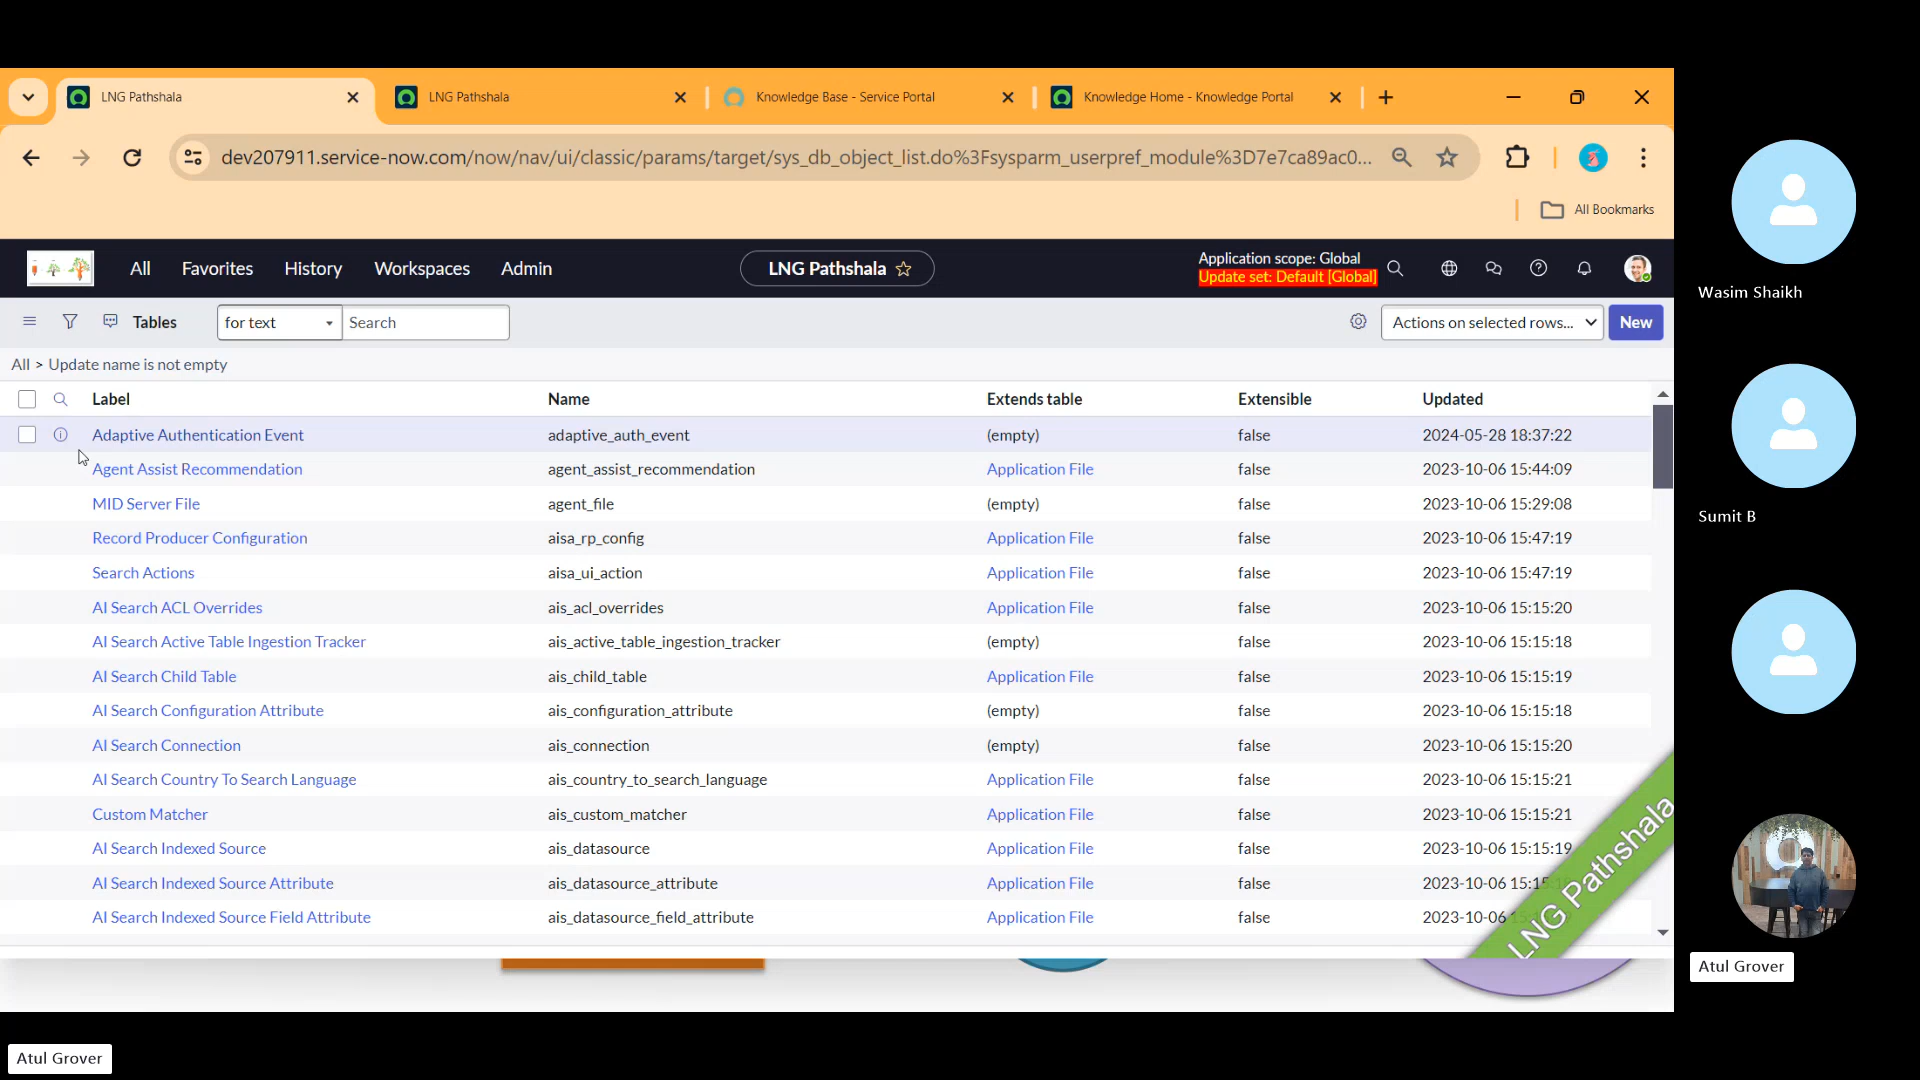 LNG Pathshala
LNG Pathshala
Knowledge Base - Service Portal
Knowledge Home - Knowledge Portal
dev207911.service-now.com/now/nav/ui/classic/params/target/sys_db_object_list.do%3Fsysparm_userpref_module%3D7e7ca89ac0...
All Bookmarks
All Favorites History Workspaces Admin
LNG Pathshala
Application scope: Global
Update set: Default [Global]
Tables
for text
Search
Actions on selected rows...
New
All > Update name is not empty
Label Name Extends table Extensible Updated
Adaptive Authentication Event adaptive_auth_event (empty) false 2024-05-28 18:37:22
Agent Assist Recommendation agent_assist_recommendation Application File false 2023-10-06 15:44:09
MID Server File agent_file (empty) false 2023-10-06 15:29:08
Record Producer Configuration aisa_rp_config Application File false 2023-10-06 15:47:19
Search Actions aisa_ui_action Application File false 2023-10-06 15:47:19
AI Search ACL Overrides ais_acl_overrides Application File false 2023-10-06 15:15:20
AI Search Active Table Ingestion Tracker ais_active_table_ingestion_tracker (empty) false 2023-10-06 15:15:18
AI Search Child Table ais_child_table Application File false 2023-10-06 15:15:19
AI Search Configuration Attribute ais_configuration_attribute (empty) false 2023-10-06 15:15:18
AI Search Connection ais_connection (empty) false 2023-10-06 15:15:20
AI Search Country To Search Language ais_country_to_search_language Application File false 2023-10-06 15:15:21
Custom Matcher ais_custom_matcher Application File false 2023-10-06 15:15:21
AI Search Indexed Source ais_datasource Application File false 2023-10-06 15:15:19
AI Search Indexed Source Attribute ais_datasource_attribute Application File false 2023-10-06
AI Search Indexed Source Field Attribute ais_datasource_field_attribute Application File false
LNG Pathshala
Wasim Shaikh
Sumit B
Atul Grover
Atul Grover